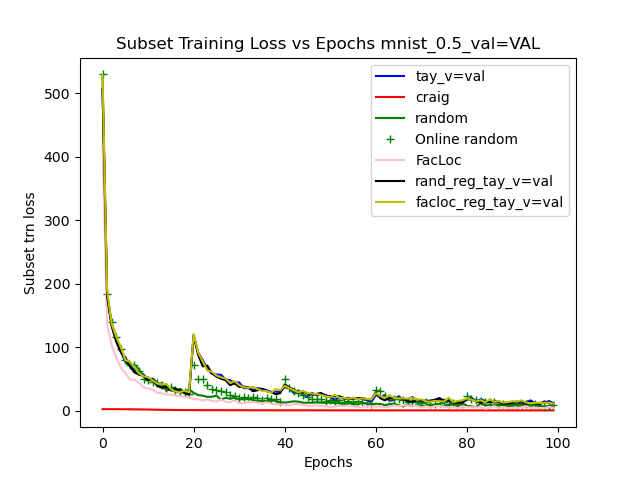 Subset Training Loss vs Epochs mnist_0.5_val=VAL
tay_v=val
craig
random
Online random
FacLoc
rand_reg_tay_v=val
facloc_reg_tay_v=val
Subset trn loss
500
400
300
200
100
0
0 20 40 60 80 100
Epochs